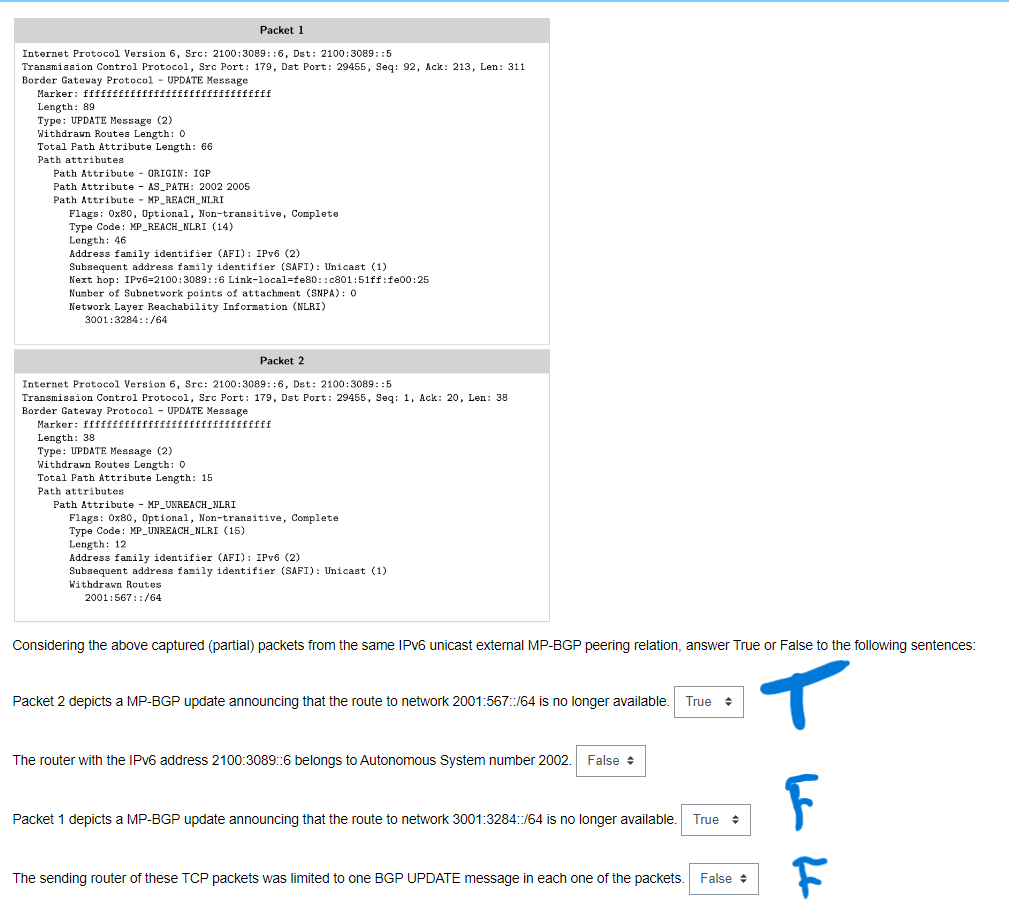 Packet 1
Internet Protocol Version 6, Src: 2100:3089::6, Dst: 2100:3089::5
Transmission Control Protocol, Src Port: 179, Dst Port: 29455, Seq: 92, Ack: 213, Len: 311
Border Gateway Protocol - UPDATE Message
Marker: ffffffffffffffffffffffffffffffff
Length: 89
Type: UPDATE Message (2)
Withdrawn Routes Length: 0
Total Path Attribute Length: 66
Path attributes
Path Attribute - ORIGIN: IGP
Path Attribute - AS_PATH: 2002 2005
Path Attribute - MP_REACH_NLRI
Flags: 0x80, Optional, Non-transitive, Complete
Type Code: MP_REACH_NLRI (14)
Length: 46
Address family identifier (AFI): IPv6 (2)
Subsequent address family identifier (SAFI): Unicast (1)
Next hop: IPv6=2100:3089::6 Link-local=fe80::c801:51ff:fe00:25
Number of Subnetwork points of attachment (SNPA): 0
Network Layer Reachability Information (NLRI)
3001:3284::/64
Packet 2
Internet Protocol Version 6, Src: 2100:3089::6, Dst: 2100:3089::5
Transmission Control Protocol, Src Port: 179, Dst Port: 29455, Seq: 1, Ack: 20, Len: 38
Border Gateway Protocol - UPDATE Message
Marker: ffffffffffffffffffffffffffffffff
Length: 38
Type: UPDATE Message (2)
Withdrawn Routes Length: 0
Total Path Attribute Length: 15
Path attributes
Path Attribute - MP_UNREACH_NLRI
Flags: 0x80, Optional, Non-transitive, Complete
Type Code: MP_UNREACH_NLRI (15)
Length: 12
Address family identifier (AFI): IPv6 (2)
Subsequent address family identifier (SAFI): Unicast (1)
Withdrawn Routes
2001:567::/64
Considering the above captured (partial) packets from the same IPv6 unicast external MP-BGP peering relation, answer True or False to the following sentences:
Packet 2 depicts a MP-BGP update announcing that the route to network 2001:567::/64 is no longer available. True T
The router with the IPv6 address 2100:3089::6 belongs to Autonomous System number 2002. False
Packet 1 depicts a MP-BGP update announcing that the route to network 3001:3284::/64 is no longer available. True F
The sending router of these TCP packets was limited to one BGP UPDATE message in each one of the packets. False F